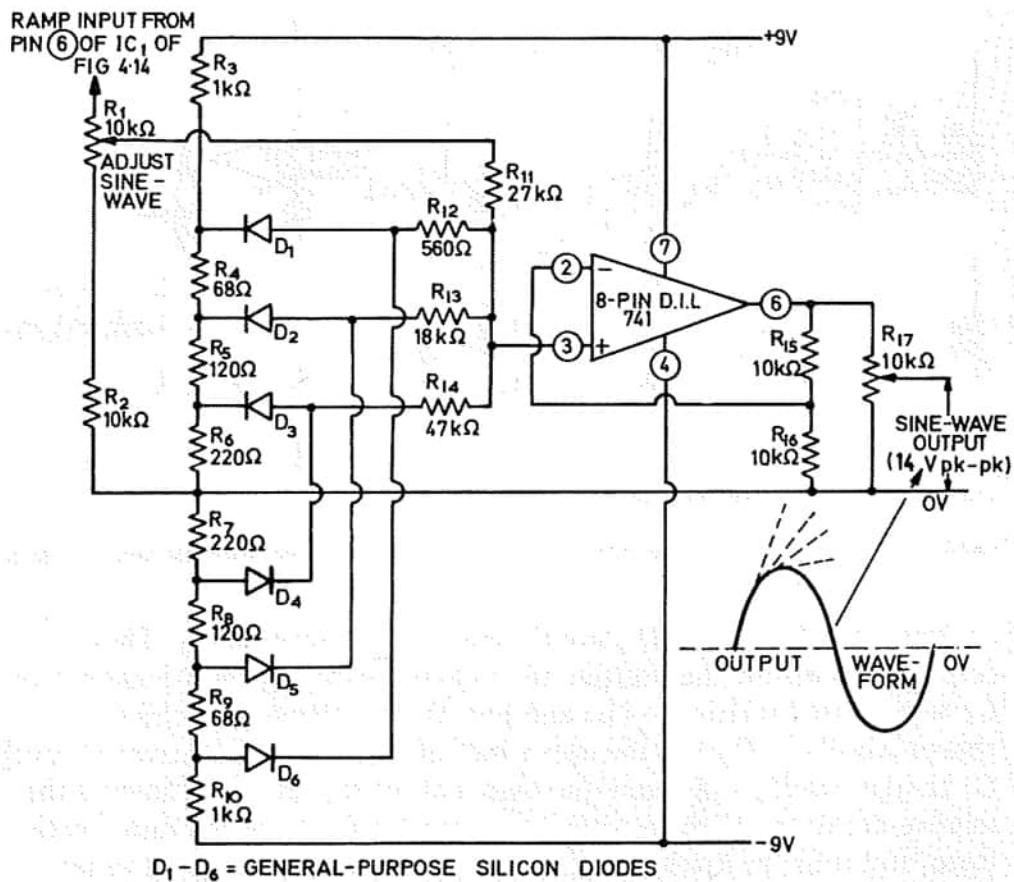 RAMP INPUT FROM
PIN ⑥ OF IC₁ OF
FIG 4·14
+9V
R₃
1kΩ
R₁
10kΩ
ADJUST
SINE-
WAVE
R₁₁
27kΩ
R₁₂
560Ω
D₁
R₄
68Ω
R₁₃
18kΩ
D₂
R₅
120Ω
R₁₄
47kΩ
D₃
R₂
10kΩ
R₆
220Ω
②
−
③
+
8-PIN D.I.L
741
⑦
④
⑥
R₁₅
10kΩ
R₁₇
10kΩ
R₁₆
10kΩ
SINE-WAVE
OUTPUT
(14 V pk-pk)
0V
R₇
220Ω
D₄
R₈
120Ω
D₅
R₉
68Ω
D₆
R₁₀
1kΩ
OUTPUT
WAVE-
FORM
0V
−9V
D₁−D₆ = GENERAL-PURPOSE SILICON DIODES